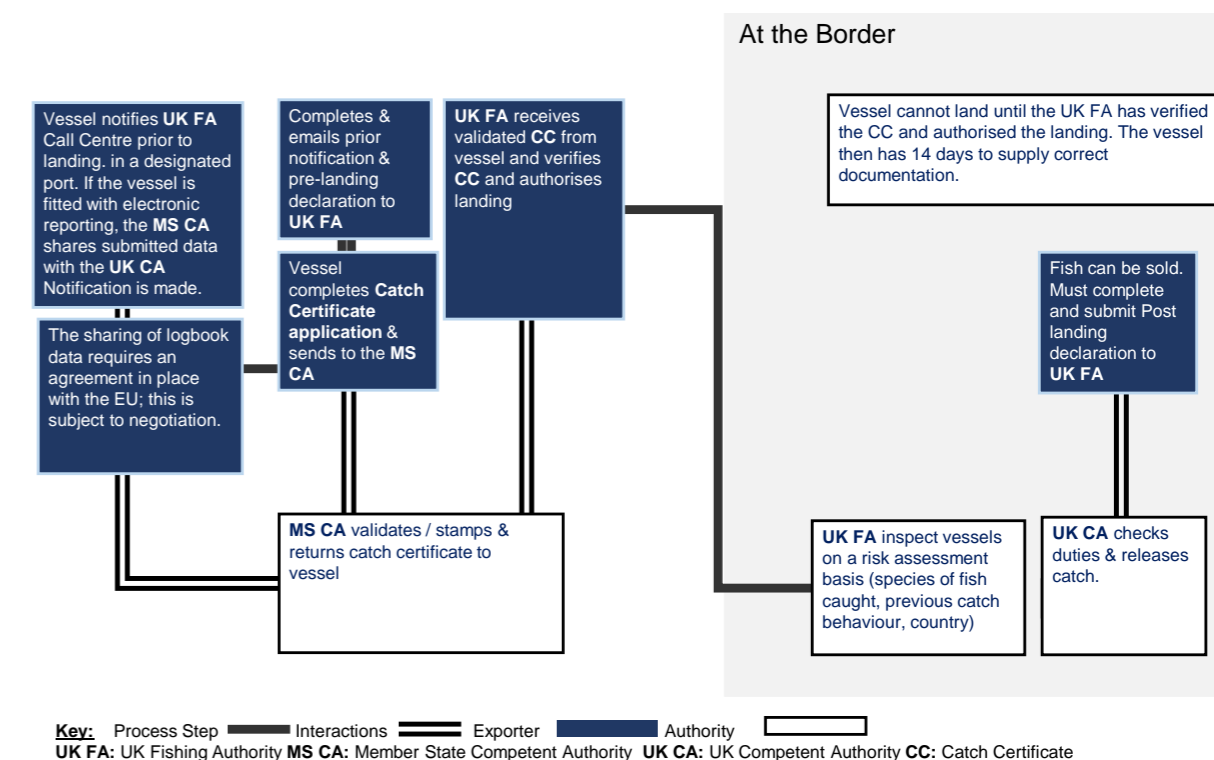 At the Border
Vessel notifies UK FA
Call Centre prior to
landing. in a designated
port. If the vessel is
fitted with electronic
reporting, the MS CA
shares submitted data
with the UK CA
Notification is made.
The sharing of logbook
data requires an
agreement in place
with the EU; this is
subject to negotiation.
Completes &
emails prior
notification &
pre-landing
declaration to
UK FA
Vessel
completes Catch
Certificate
application &
sends to the MS
CA
UK FA receives
validated CC from
vessel and verifies
CC and authorises
landing
MS CA validates / stamps &
returns catch certificate to
vessel
Vessel cannot land until the UK FA has verified
the CC and authorised the landing. The vessel
then has 14 days to supply correct
documentation.
UK FA inspect vessels
on a risk assessment
basis (species of fish
caught, previous catch
behaviour, country)
Fish can be sold.
Must complete
and submit Post
landing
declaration to
UK FA
UK CA checks
duties & releases
catch.
Key: Process Step Interactions Exporter Authority
UK FA: UK Fishing Authority MS CA: Member State Competent Authority UK CA: UK Competent Authority CC: Catch Certificate